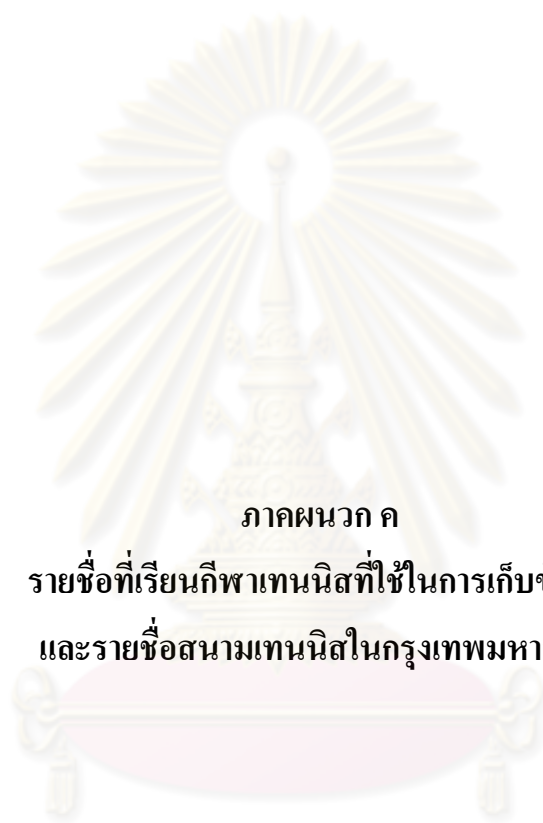 ภาคผนวก ค
รายชื่อที่เรียนกีฬาเทนนิสที่ใช้ในการเก็บ
และรายชื่อสนามเทนนิสในกรุงเทพมหา